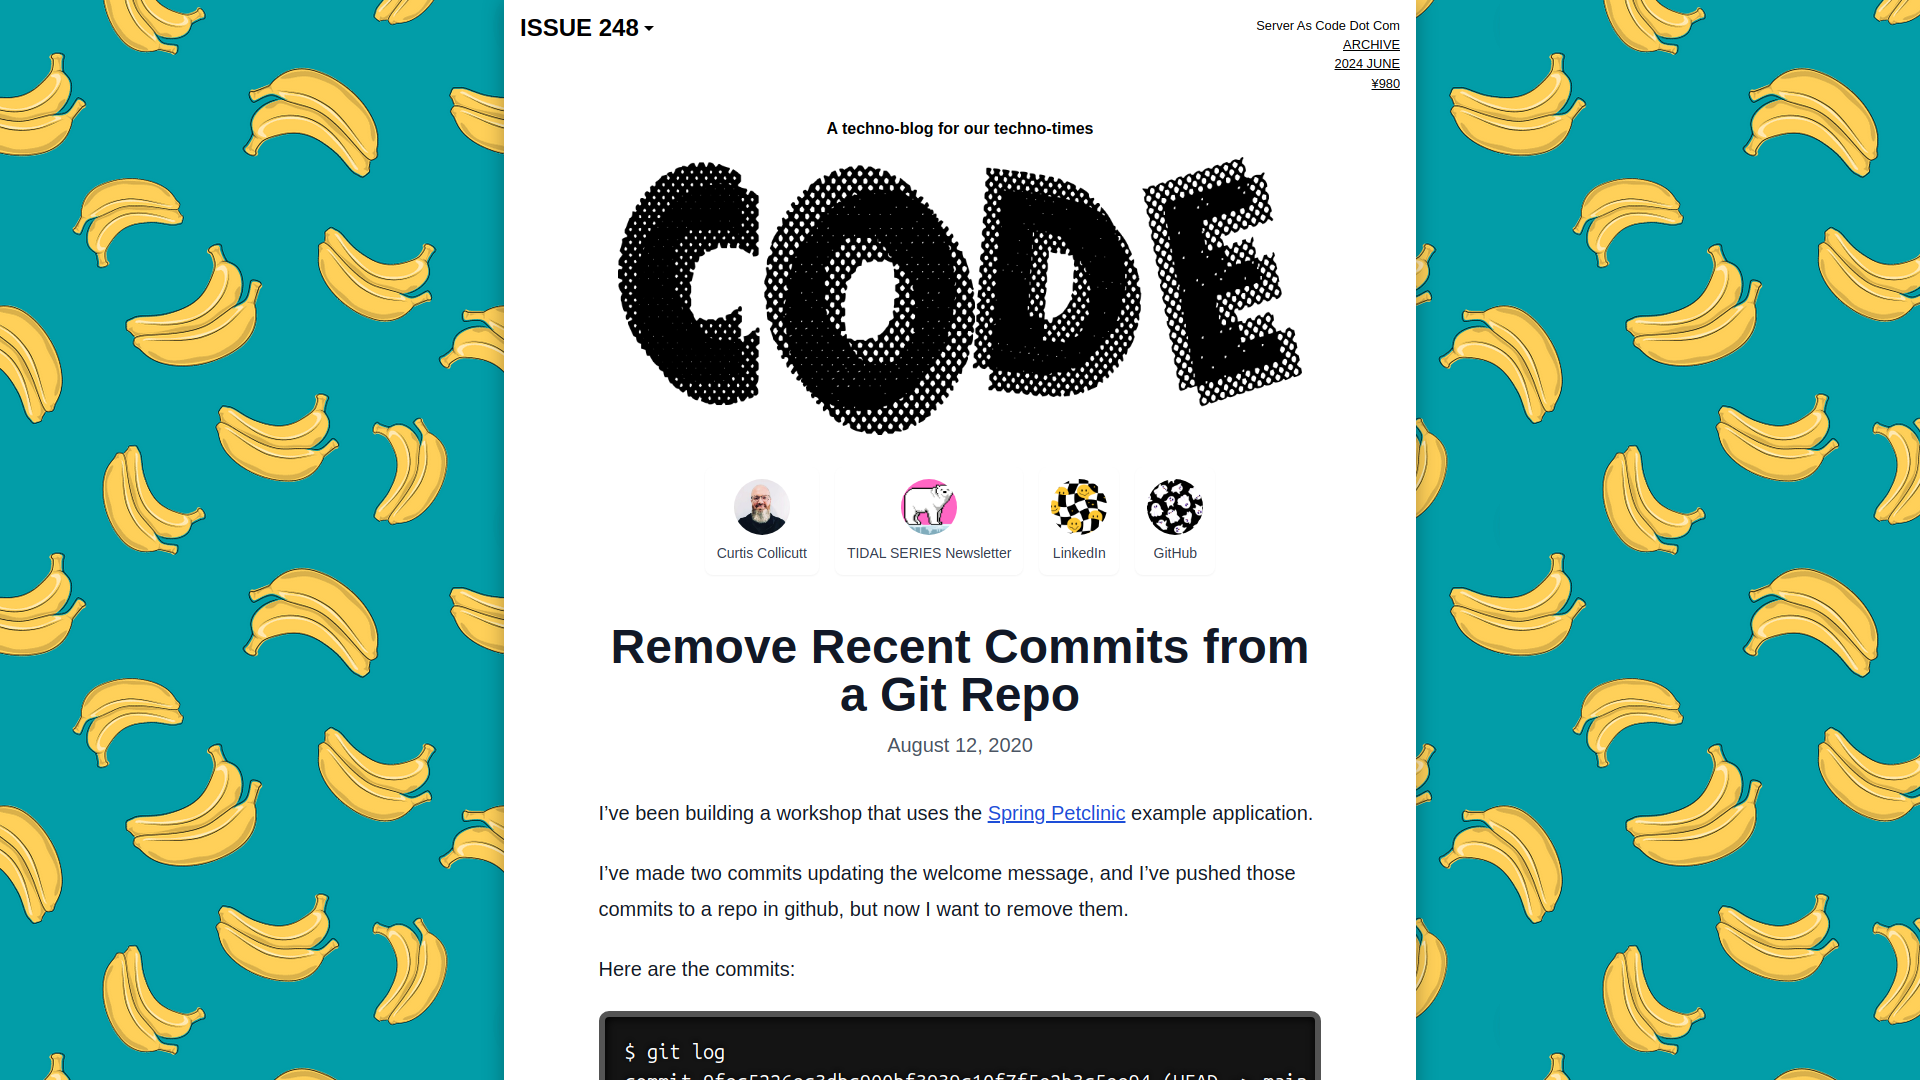 ISSUE 248
Server As Code Dot Com
ARCHIVE
2024 JUNE
¥980
A techno-blog for our techno-times
CODE
Curtis Collicutt
TIDAL SERIES Newsletter
LinkedIn
GitHub
Remove Recent Commits from
a Git Repo
August 12, 2020
I’ve been building a workshop that uses the Spring Petclinic example application.
I’ve made two commits updating the welcome message, and I’ve pushed those
commits to a repo in github, but now I want to remove them.
Here are the commits:
$ git log